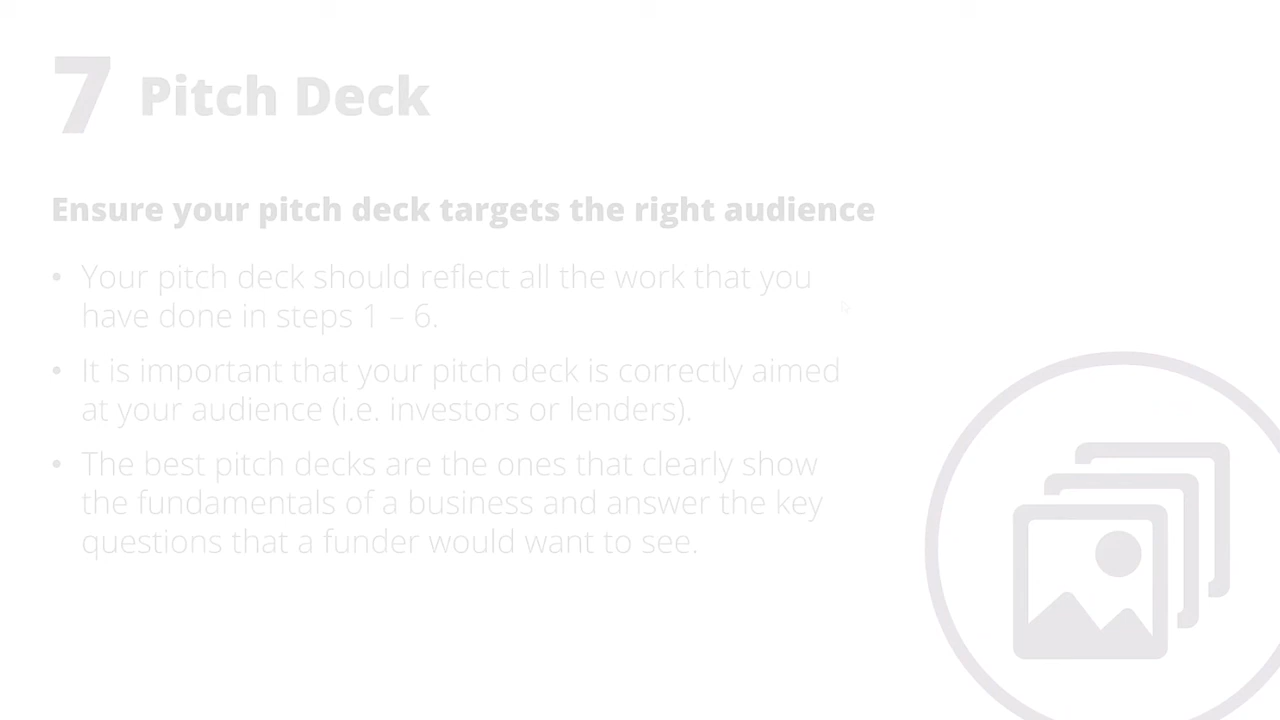 7 Pitch Deck
Ensure your pitch deck targets the right audience
• Your pitch deck should reflect all the work that you
have done in steps 1 – 6.
• It is important that your pitch deck is correctly aimed
at your audience (i.e. investors or lenders).
• The best pitch decks are the ones that clearly show
the fundamentals of a business and answer the key
questions that a funder would want to see.